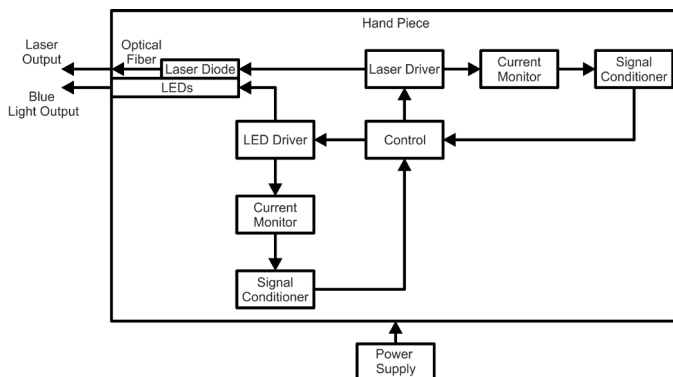 Hand Piece
Laser
Output
Optical
Fiber
Laser Diode
LEDs
Blue
Light Output
Laser Driver
Current
Monitor
Signal
Conditioner
LED Driver
Control
Current
Monitor
Signal
Conditioner
Power
Supply